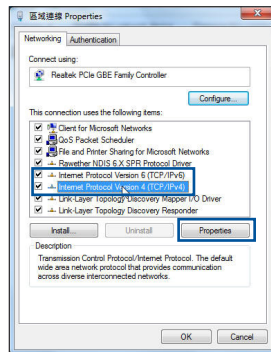 區域連線 Properties
Networking
Authentication
Connect using:
Realtek PCIe GBE Family Controller
Configure...
This connection uses the following items:
Client for Microsoft Networks
QoS Packet Scheduler
File and Printer Sharing for Microsoft Networks
Rawether NDIS 6.X SPR Protocol Driver
Internet Protocol Version 6 (TCP/IPv6)
Internet Protocol Version 4 (TCP/IPv4)
Link-Layer Topology Discovery Mapper I/O Driver
Link-Layer Topology Discovery Responder
Install...
Uninstall
Properties
Description
Transmission Control Protocol/Internet Protocol. The default
wide area network protocol that provides communication
across diverse interconnected networks.
OK
Cancel